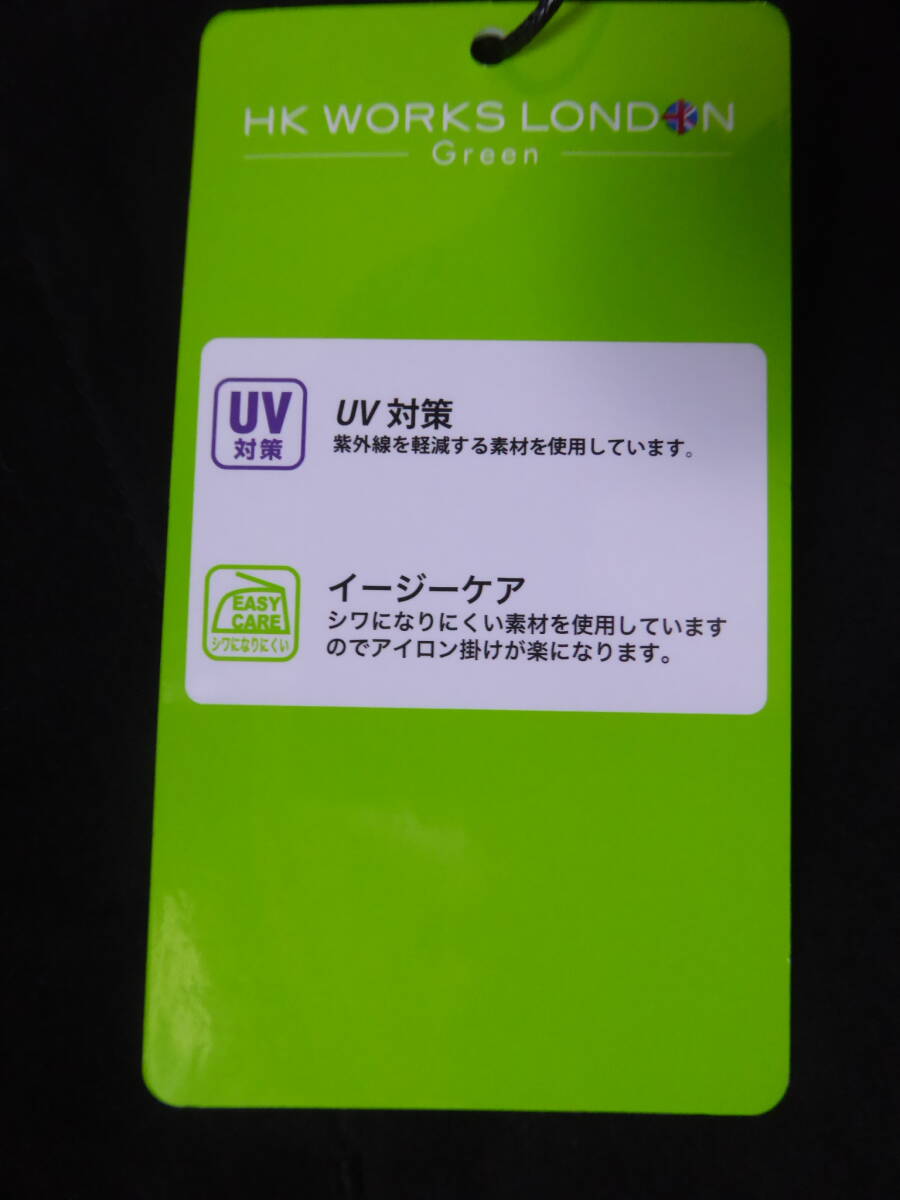 HK WORKS LONDON
Green
UV
対策
UV 対策
紫外線を軽減する素材を使用しています。
EASY
CARE
シワになりにくい
イージーケア
シワになりにくい素材を使用しています
のでアイロン掛けが楽になります。